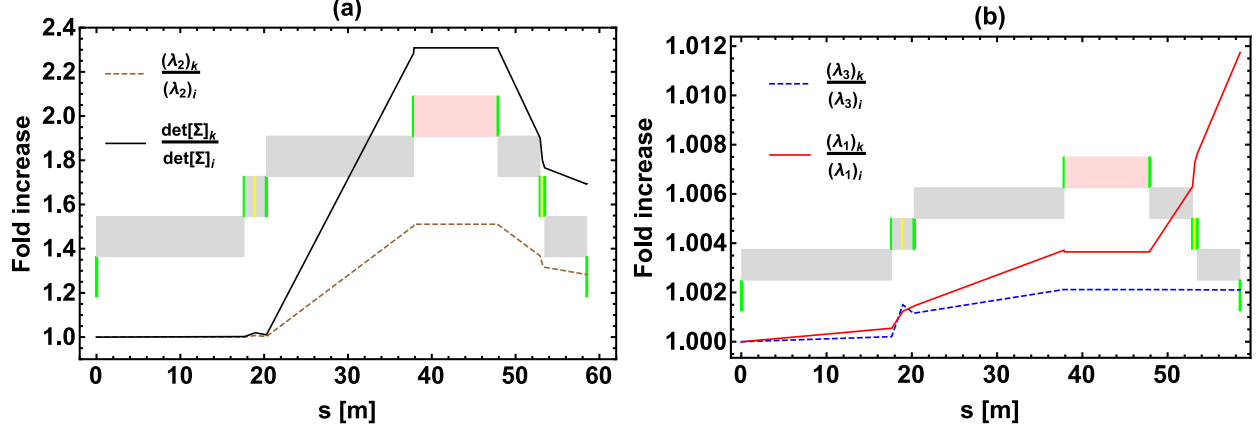 (a)
2.4
2.2
2.0
1.8
1.6
1.4
1.2
1.0
Fold increase
(λ₂)ₖ
(λ₂)ᵢ
det[Σ]ₖ
det[Σ]ᵢ
0 10 20 30 40 50 60
s [m]
(b)
1.012
1.010
1.008
1.006
1.004
1.002
1.000
Fold increase
(λ₃)ₖ
(λ₃)ᵢ
(λ₁)ₖ
(λ₁)ᵢ
0 10 20 30 40 50
s [m]